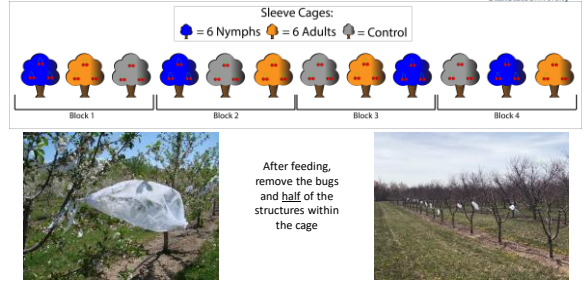 Sleeve Cages:
= 6 Nymphs = 6 Adults = Control
Block 1 Block 2 Block 3 Block 4
After feeding,
remove the bugs
and half of the
structures within
the cage